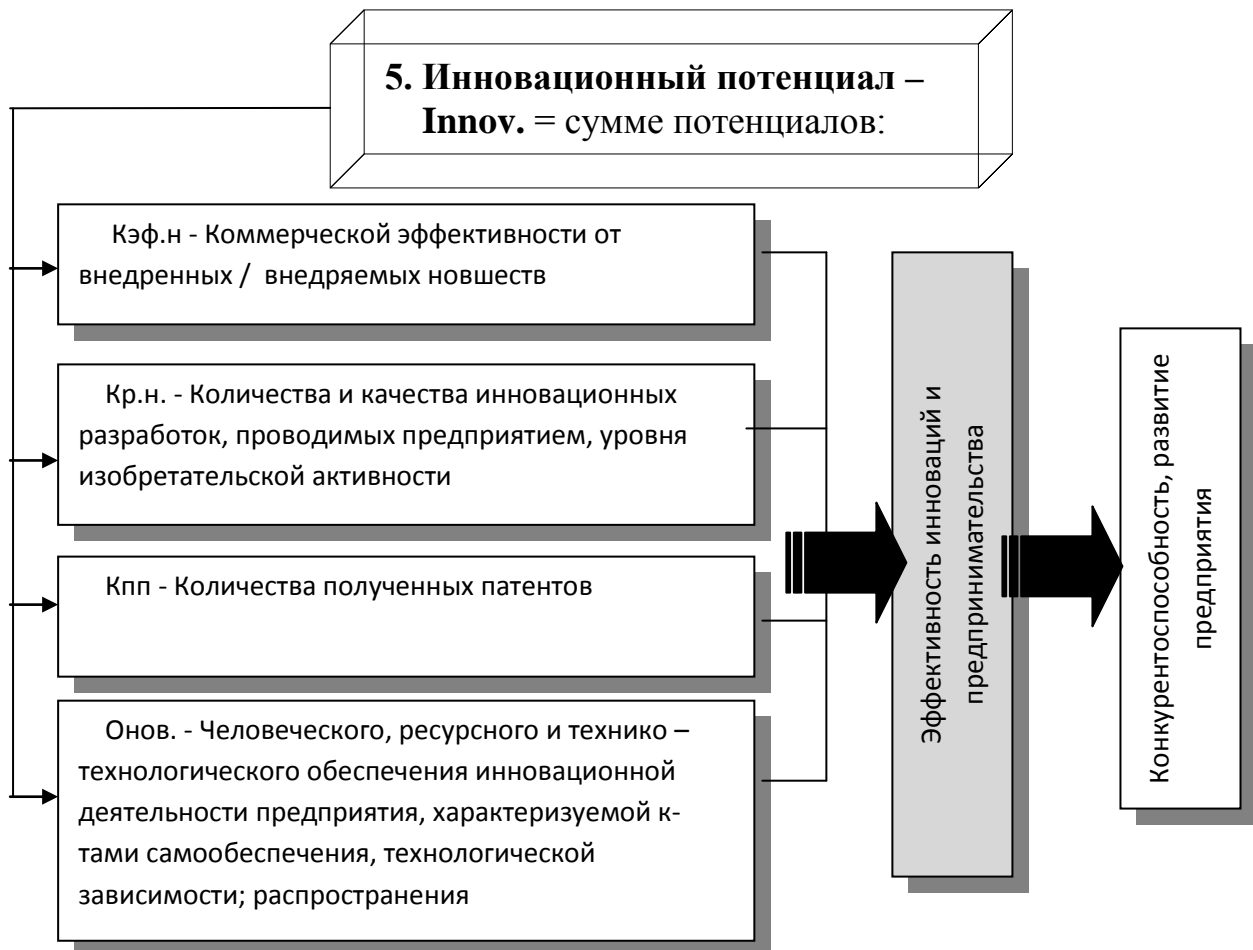 5. Инновационный потенциал –
Innov. = сумме потенциалов:
Кэф.н - Коммерческой эффективности от
внедренных / внедряемых новшеств
Кр.н. - Количества и качества инновационных
разработок, проводимых предприятием, уровня
изобретательской активности
Кпп - Количества полученных патентов
Онов. - Человеческого, ресурсного и технико –
технологического обеспечения инновационной
деятельности предприятия, характеризуемой к-
тами самообеспечения, технологической
зависимости; распространения
Эффективность инноваций и
предпринимательства
Конкурентоспособность, развитие
предприятия